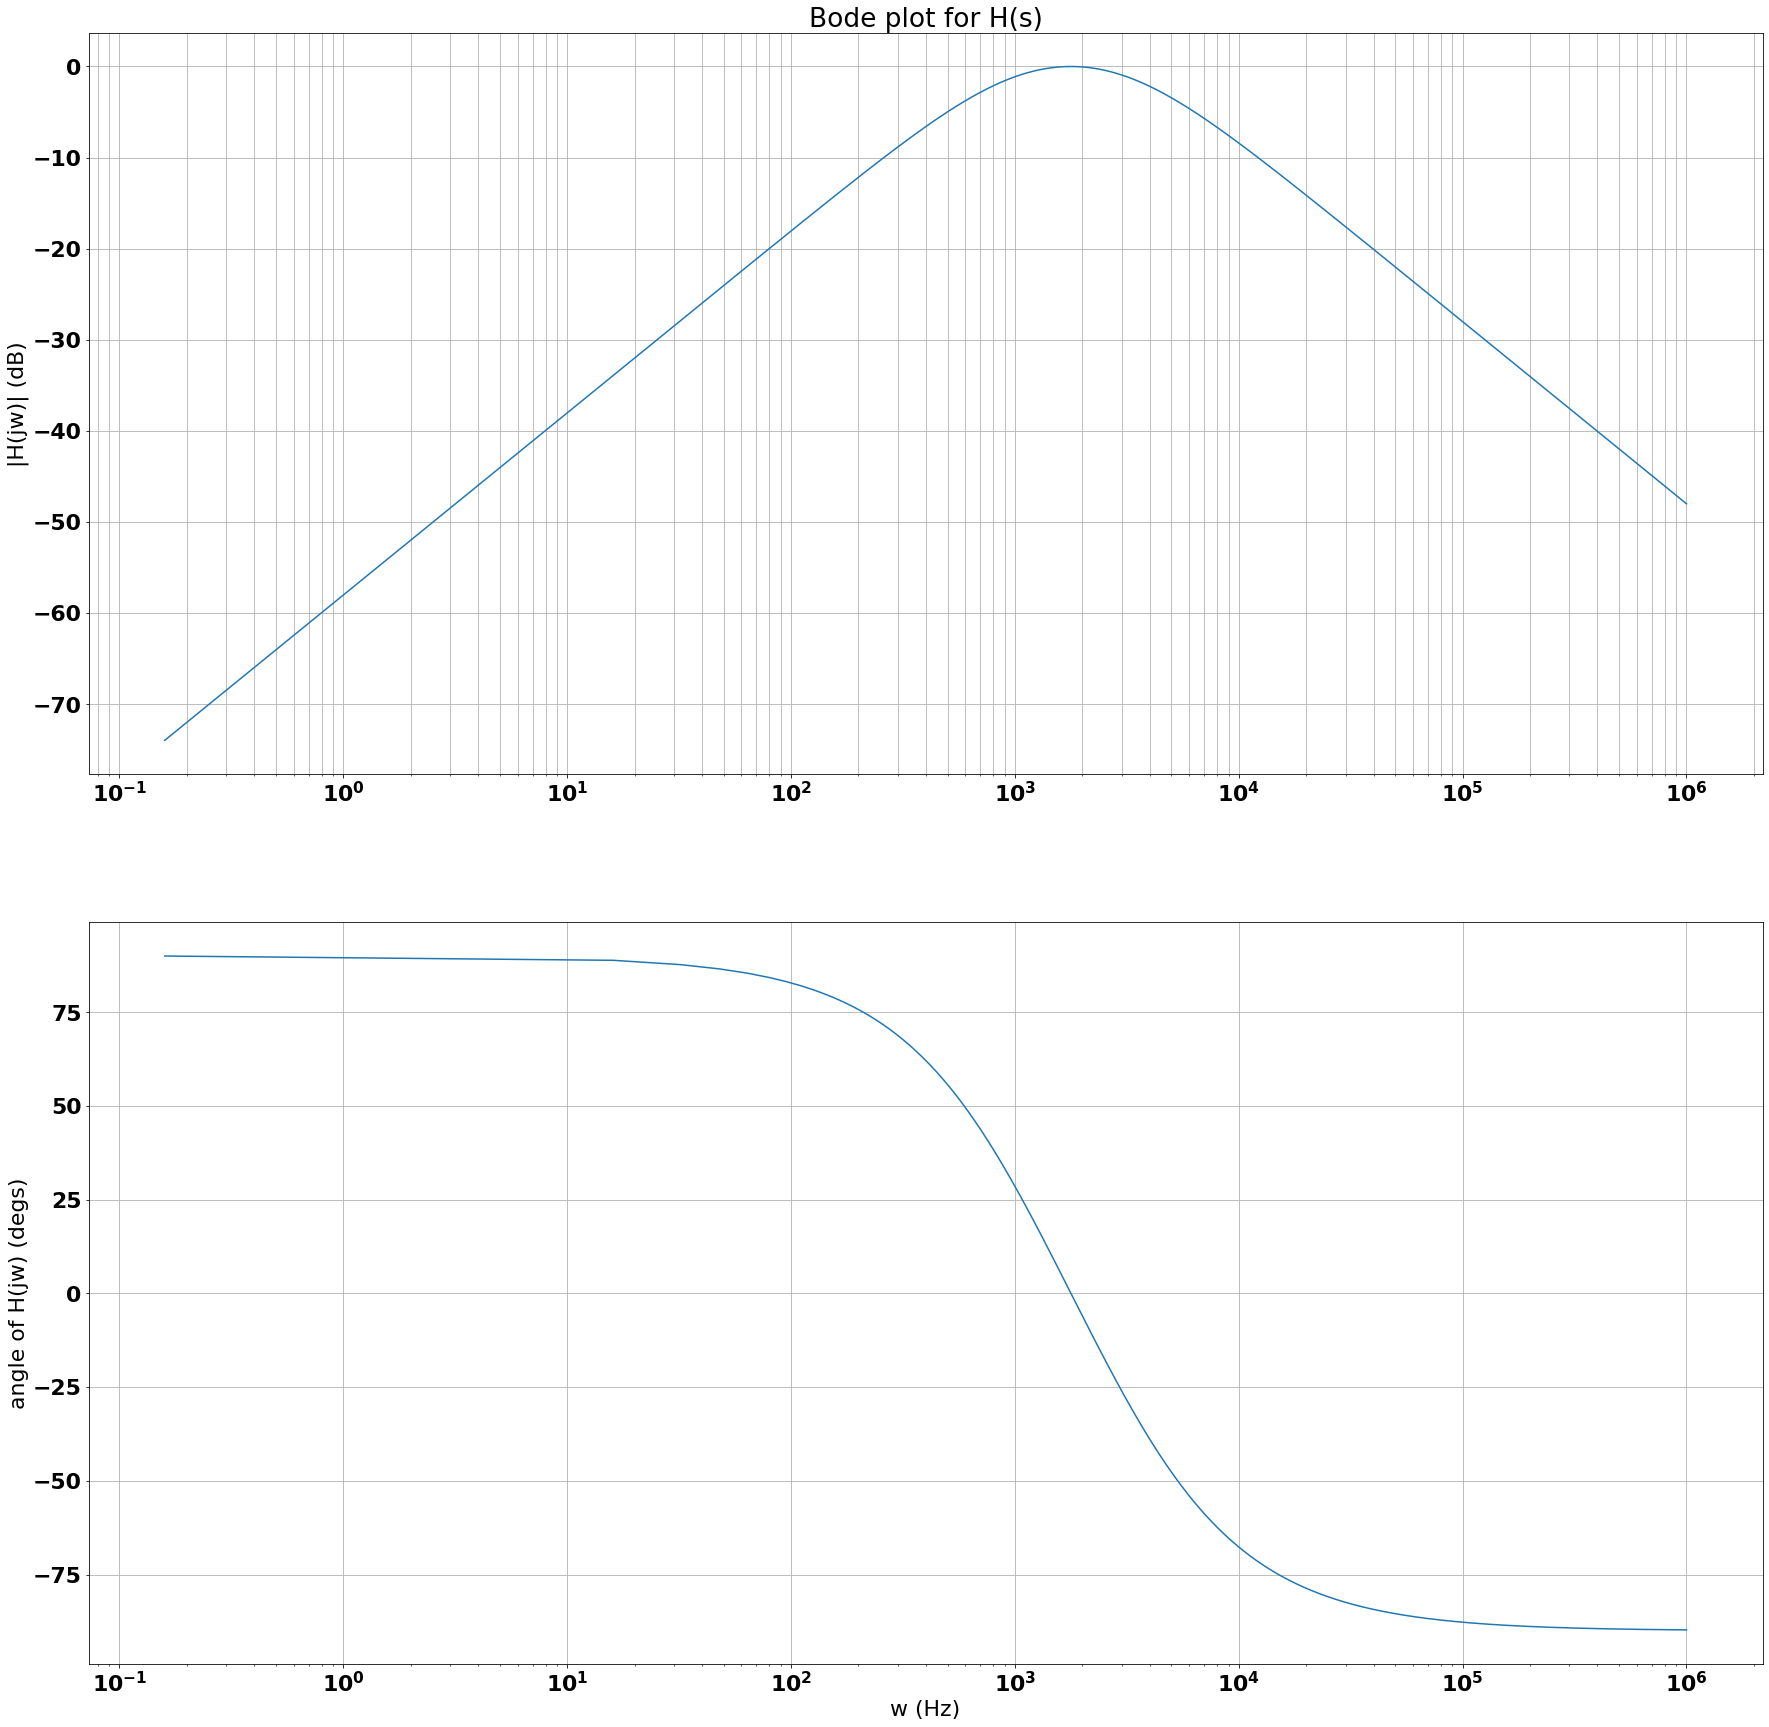 Bode plot for H(s)
|H(jw)| (dB)
0
−10
−20
−30
−40
−50
−60
−70
10⁻¹ 10⁰ 10¹ 10² 10³ 10⁴ 10⁵ 10⁶
angle of H(jw) (degs)
75
50
25
0
−25
−50
−75
10⁻¹ 10⁰ 10¹ 10² 10³ 10⁴ 10⁵ 10⁶
w (Hz)